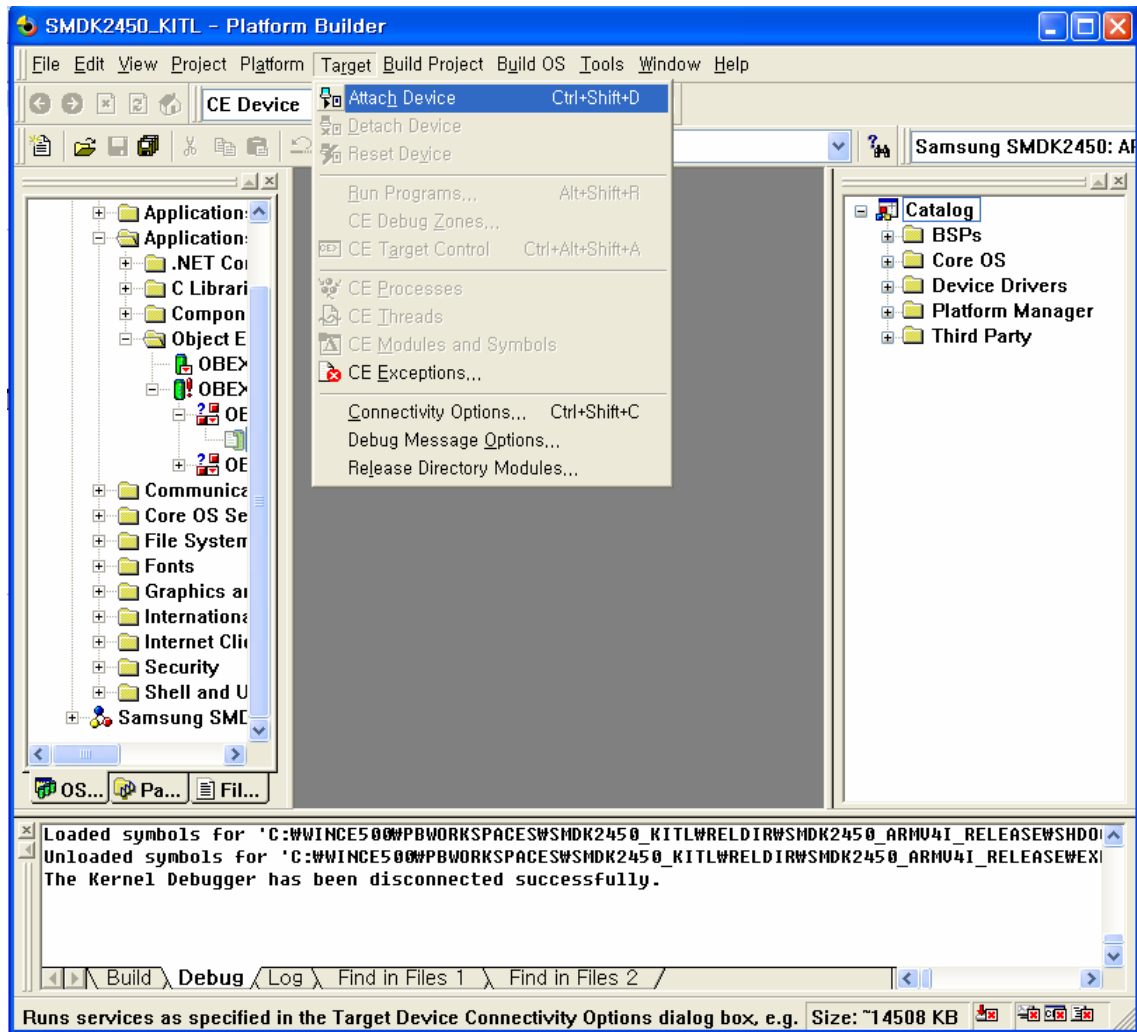 SMDK2450_KITL - Platform Builder
File Edit View Project Platform Target Build Project Build OS Tools Window Help
CE Device
Samsung SMDK2450:
Attach Device Ctrl+Shift+D
Detach Device
Reset Device
Run Programs... Alt+Shift+R
CE Debug Zones...
CE Target Control Ctrl+Alt+Shift+A
CE Processes
CE Threads
CE Modules and Symbols
CE Exceptions...
Connectivity Options... Ctrl+Shift+C
Debug Message Options...
Release Directory Modules...
Application
Application
.NET Co
C Librari
Compon
Object E
OBEX
OBEX
OE
OE
Communica
Core OS Se
File System
Fonts
Graphics a
Internationa
Internet Cli
Security
Shell and U
Samsung SMD
OS... Pa... Fil...
Catalog
BSPs
Core OS
Device Drivers
Platform Manager
Third Party
Loaded symbols for 'C:₩WINCE500₩PBWORKSPACES₩SMDK2450_KITL₩RELDIR₩SMDK2450_ARMV4I_RELEASE₩SHDO
Unloaded symbols for 'C:₩WINCE500₩PBWORKSPACES₩SMDK2450_KITL₩RELDIR₩SMDK2450_ARMV4I_RELEASE₩EX
The Kernel Debugger has been disconnected successfully.
Build Debug Log Find in Files 1 Find in Files 2
Runs services as specified in the Target Device Connectivity Options dialog box, e.g. Size: ~14508 KB